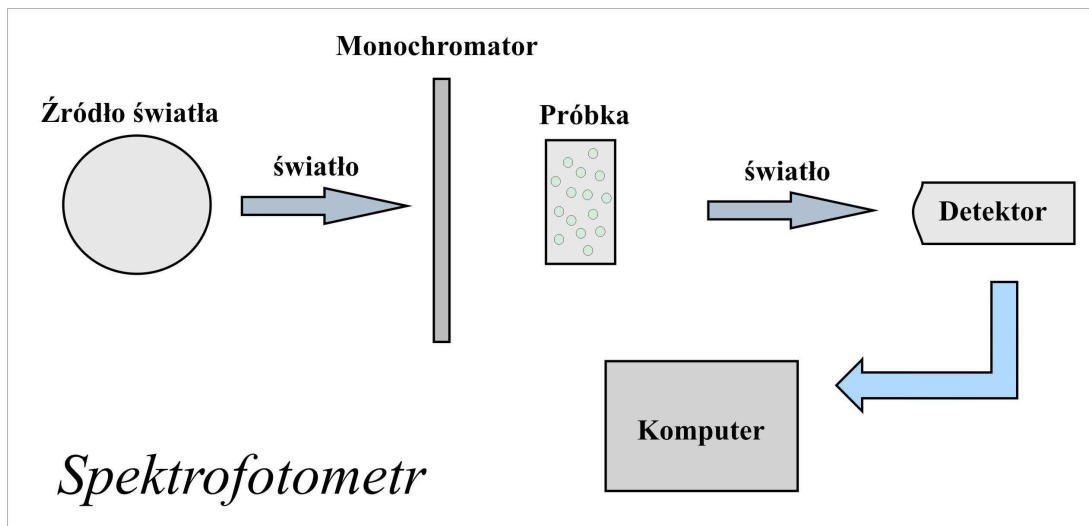 Monochromator
Źródło światła
Próbka
światło
światło
Detektor
Komputer
Spektrofotometr